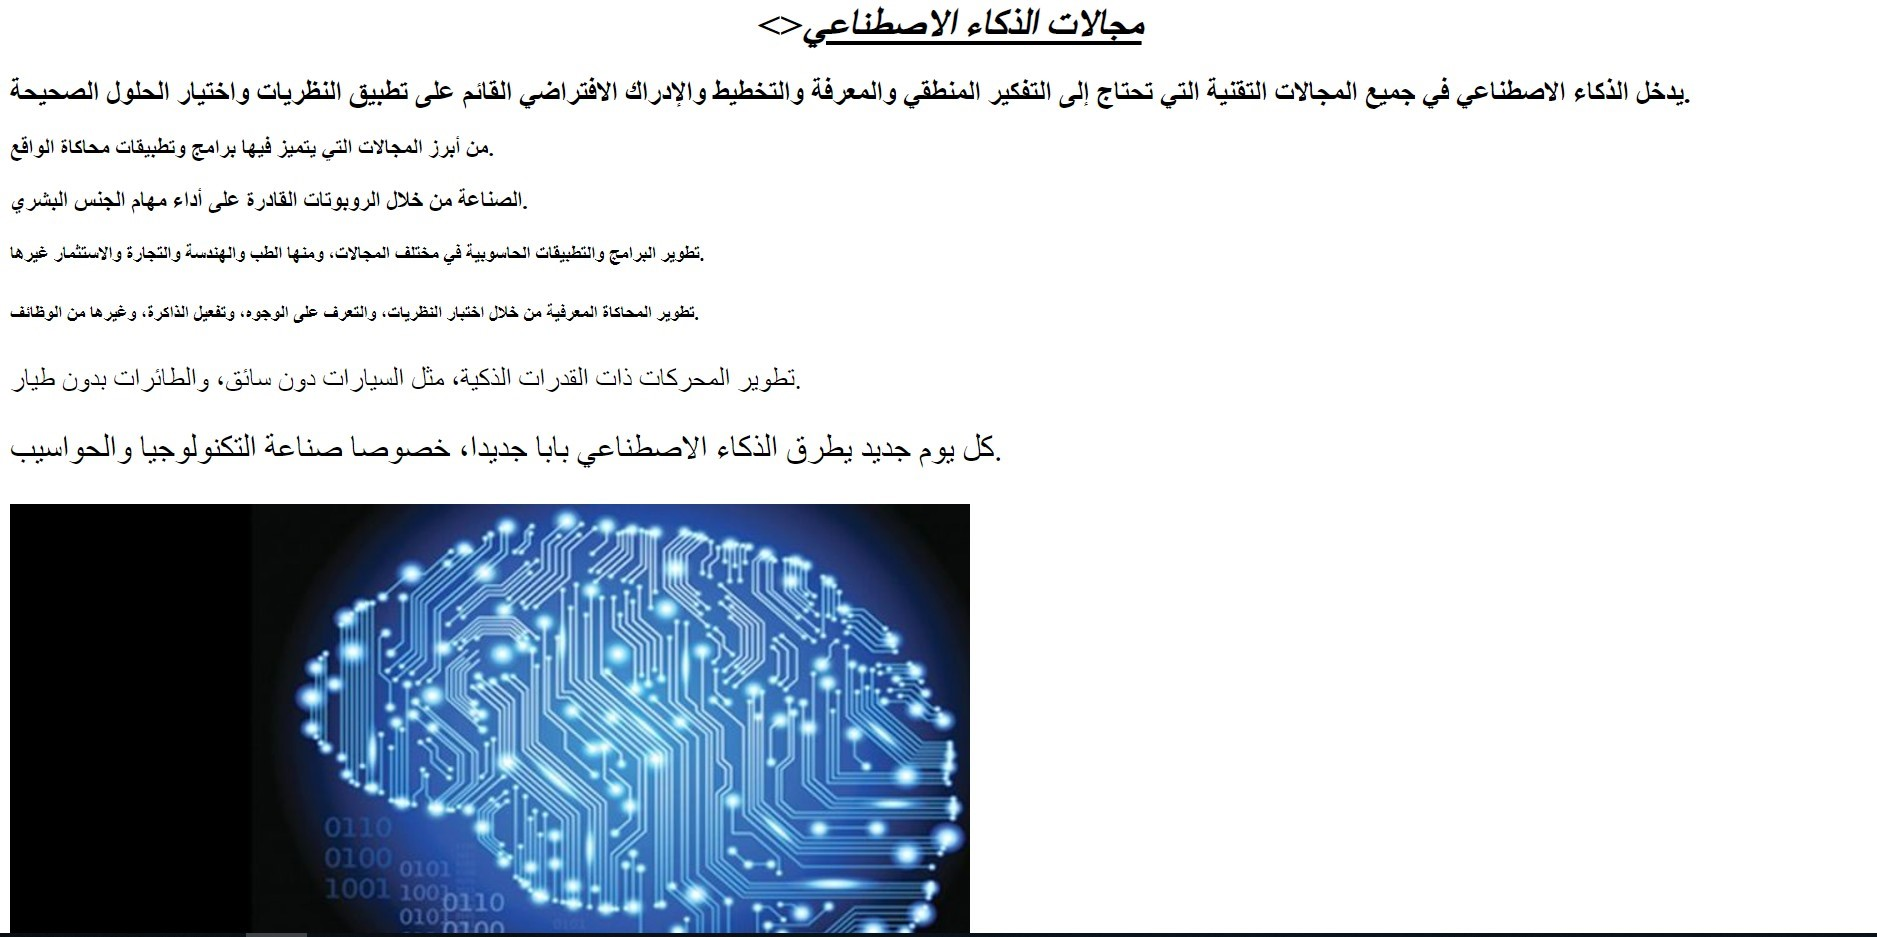 مجالات الذكاء الاصطناعي<>
يدخل الذكاء الاصطناعي في جميع المجالات التقنية التي تحتاج إلى التفكير المنطقي والمعرفة والتخطيط والإدراك الافتراضي القائم على تطبيق النظريات واختيار الحلول الصحيحة.
من أبرز المجالات التي يتميز فيها برامج وتطبيقات محاكاة الواقع.
الصناعة من خلال الروبوتات القادرة على أداء مهام الجنس البشري.
تطوير البرامج والتطبيقات الحاسوبية في مختلف المجالات، ومنها الطب والهندسة والتجارة والاستثمار غيرها.
تطوير المحاكاة المعرفية من خلال اختبار النظريات، والتعرف على الوجوه، وتفعيل الذاكرة، وغيرها من الوظائف.
تطوير المحركات ذات القدرات الذكية، مثل السيارات دون سائق، والطائرات بدون طيار.
كل يوم جديد يطرق الذكاء الاصطناعي بابا جديدا، خصوصا صناعة التكنولوجيا والحواسيب.
0110
0100 0101
1001 1001 0110
0101 0100
0101